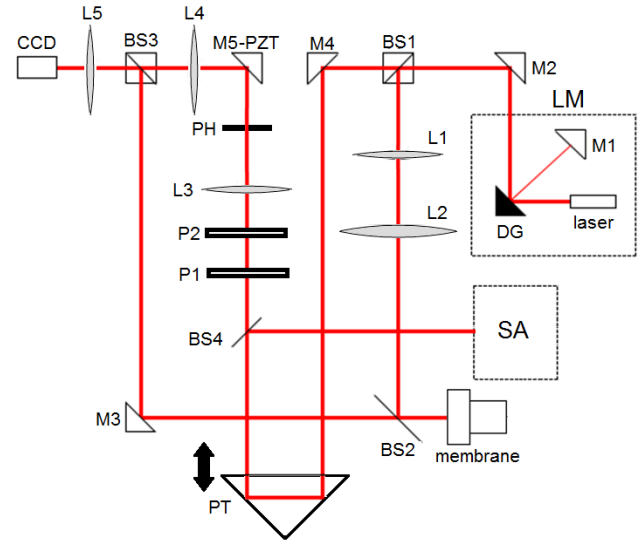 L5
L4
CCD
BS3
M5-PZT
M4
BS1
M2
LM
PH
L1
M1
L3
L2
P2
DG
laser
P1
BS4
SA
M3
BS2
membrane
PT